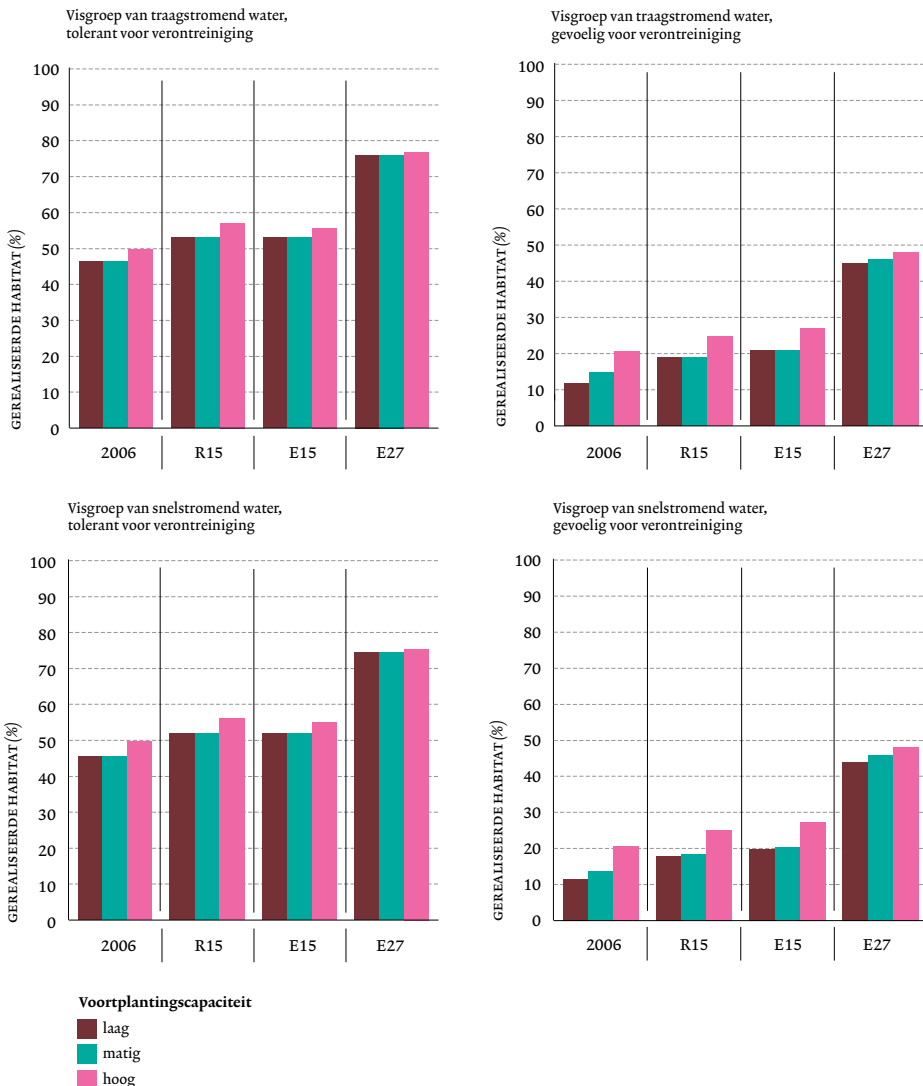 Visgroep van traagstromend water,
tolerant voor verontreiniging
100
90
80
70
60
50
40
30
20
10
0
GEREALISEERDE HABITAT (%)
2006
R15
E15
E27
Visgroep van traagstromend water,
gevoelig voor verontreiniging
100
90
80
70
60
50
40
30
20
10
0
GEREALISEERDE HABITAT (%)
2006
R15
E15
E27
Visgroep van snelstromend water,
tolerant voor verontreiniging
100
90
80
70
60
50
40
30
20
10
0
GEREALISEERDE HABITAT (%)
2006
R15
E15
E27
Visgroep van snelstromend water,
gevoelig voor verontreiniging
100
90
80
70
60
50
40
30
20
10
0
GEREALISEERDE HABITAT (%)
2006
R15
E15
E27
Voortplantingscapaciteit
laag
matig
hoog